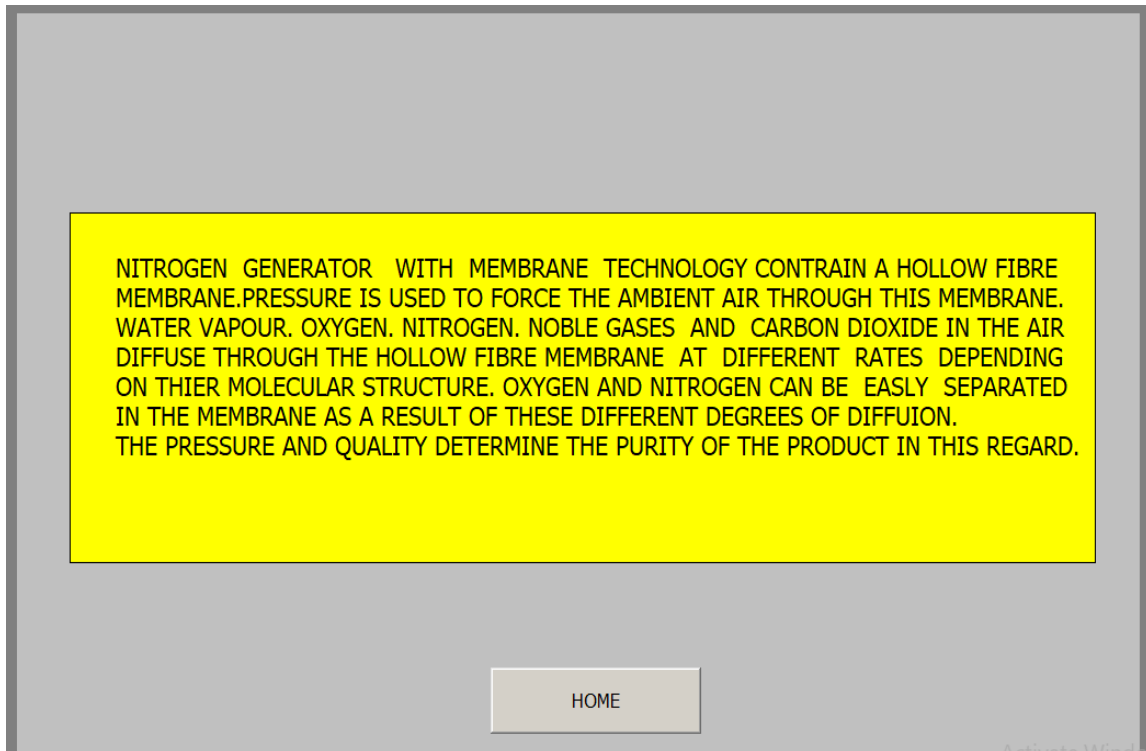 NITROGEN GENERATOR WITH MEMBRANE TECHNOLOGY CONTRAIN A HOLLOW FIBRE
MEMBRANE.PRESSURE IS USED TO FORCE THE AMBIENT AIR THROUGH THIS MEMBRANE.
WATER VAPOUR. OXYGEN. NITROGEN. NOBLE GASES AND CARBON DIOXIDE IN THE AIR
DIFFUSE THROUGH THE HOLLOW FIBRE MEMBRANE AT DIFFERENT RATES DEPENDING
ON THIER MOLECULAR STRUCTURE. OXYGEN AND NITROGEN CAN BE EASLY SEPARATED
IN THE MEMBRANE AS A RESULT OF THESE DIFFERENT DEGREES OF DIFFUION.
THE PRESSURE AND QUALITY DETERMINE THE PURITY OF THE PRODUCT IN THIS REGARD.
HOME